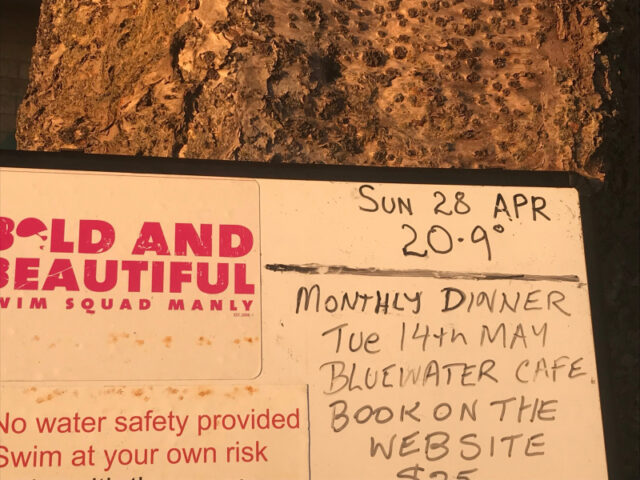 BOLD AND
BEAUTIFUL
SWIM SQUAD MANLY
No water safety provided
Swim at your own risk
SUN 28 APR
20.9°
MONTHLY DINNER
TUE 14th MAY
BLUEWATER CAFE.
BOOK ON THE
WEBSITE
$25